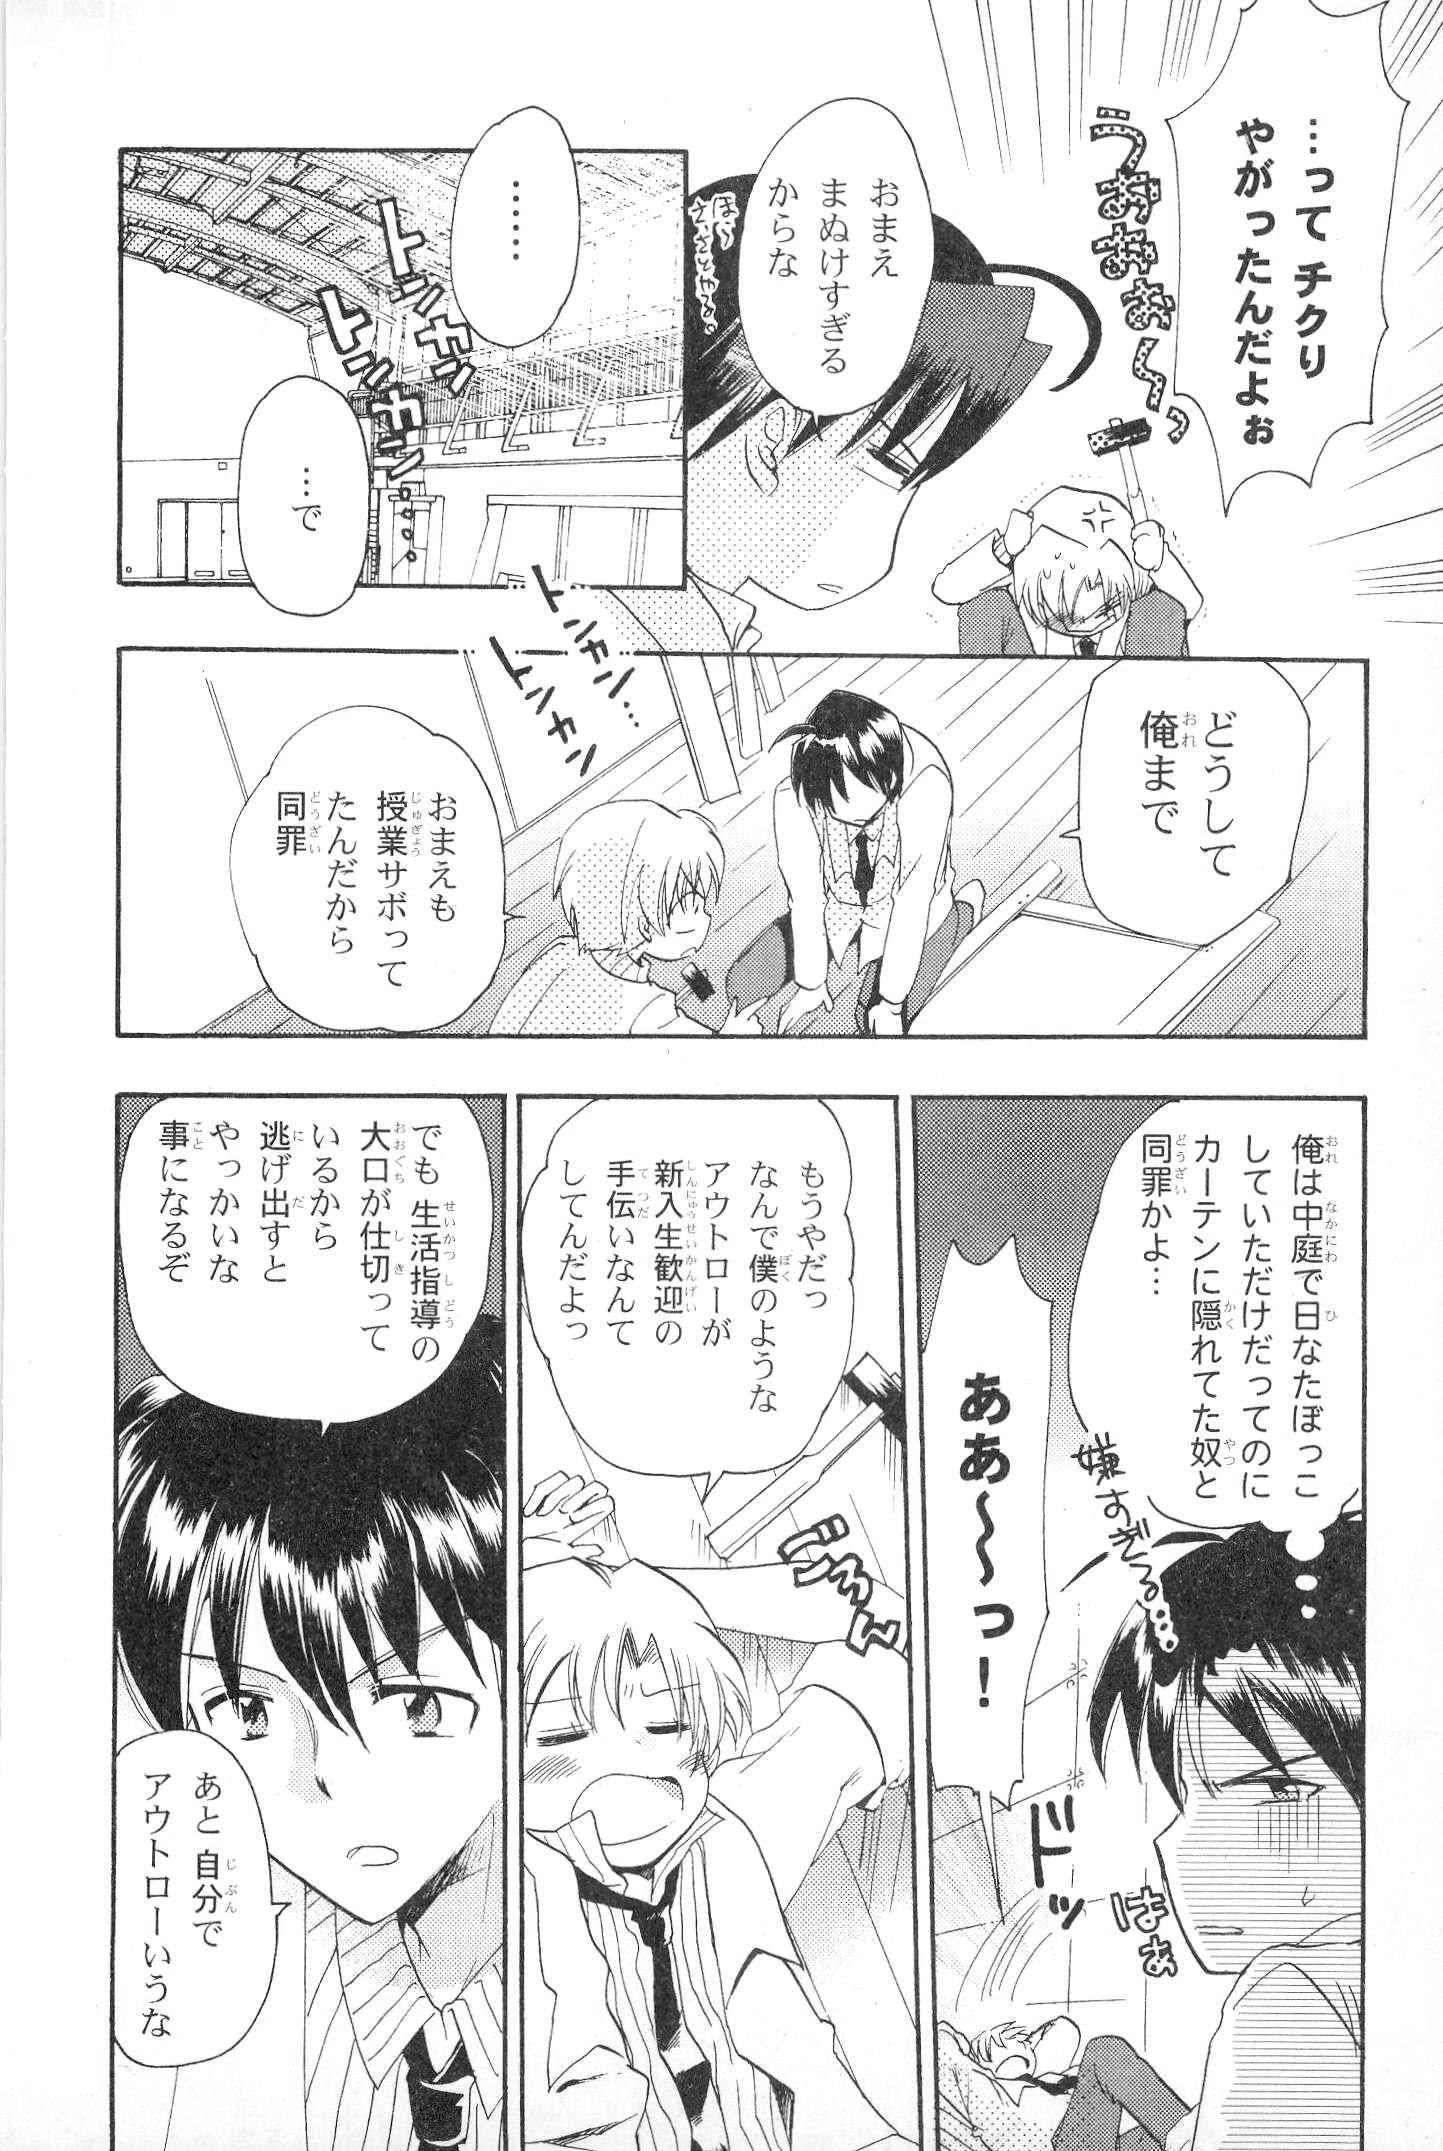 …って チクり
やがったんだよぉ
うあぁあぁ〜っ
おまえ
まぬけすぎる
からな
ほ〜ら
さっさとやる。
………
トンカン
トンカン…
…で
どうして
俺まで
トンカン…
トンカン
おまえも
授業サボって
たんだから
同罪
俺は中庭で日なたぼっこ
していただけだってのに
カーテンに隠れてた奴と
同罪かよ…
嫌すぎる…
ああ〜〜っ!
ドッ
はぁ
もうやだっ
なんで僕のような
アウトローが
新入生歓迎の
手伝いなんて
してんだよっ
ごろん
でも 生活指導の
大口が仕切って
いるから
逃げ出すと
やっかいな
事になるぞ
あと 自分で
アウトローいうな